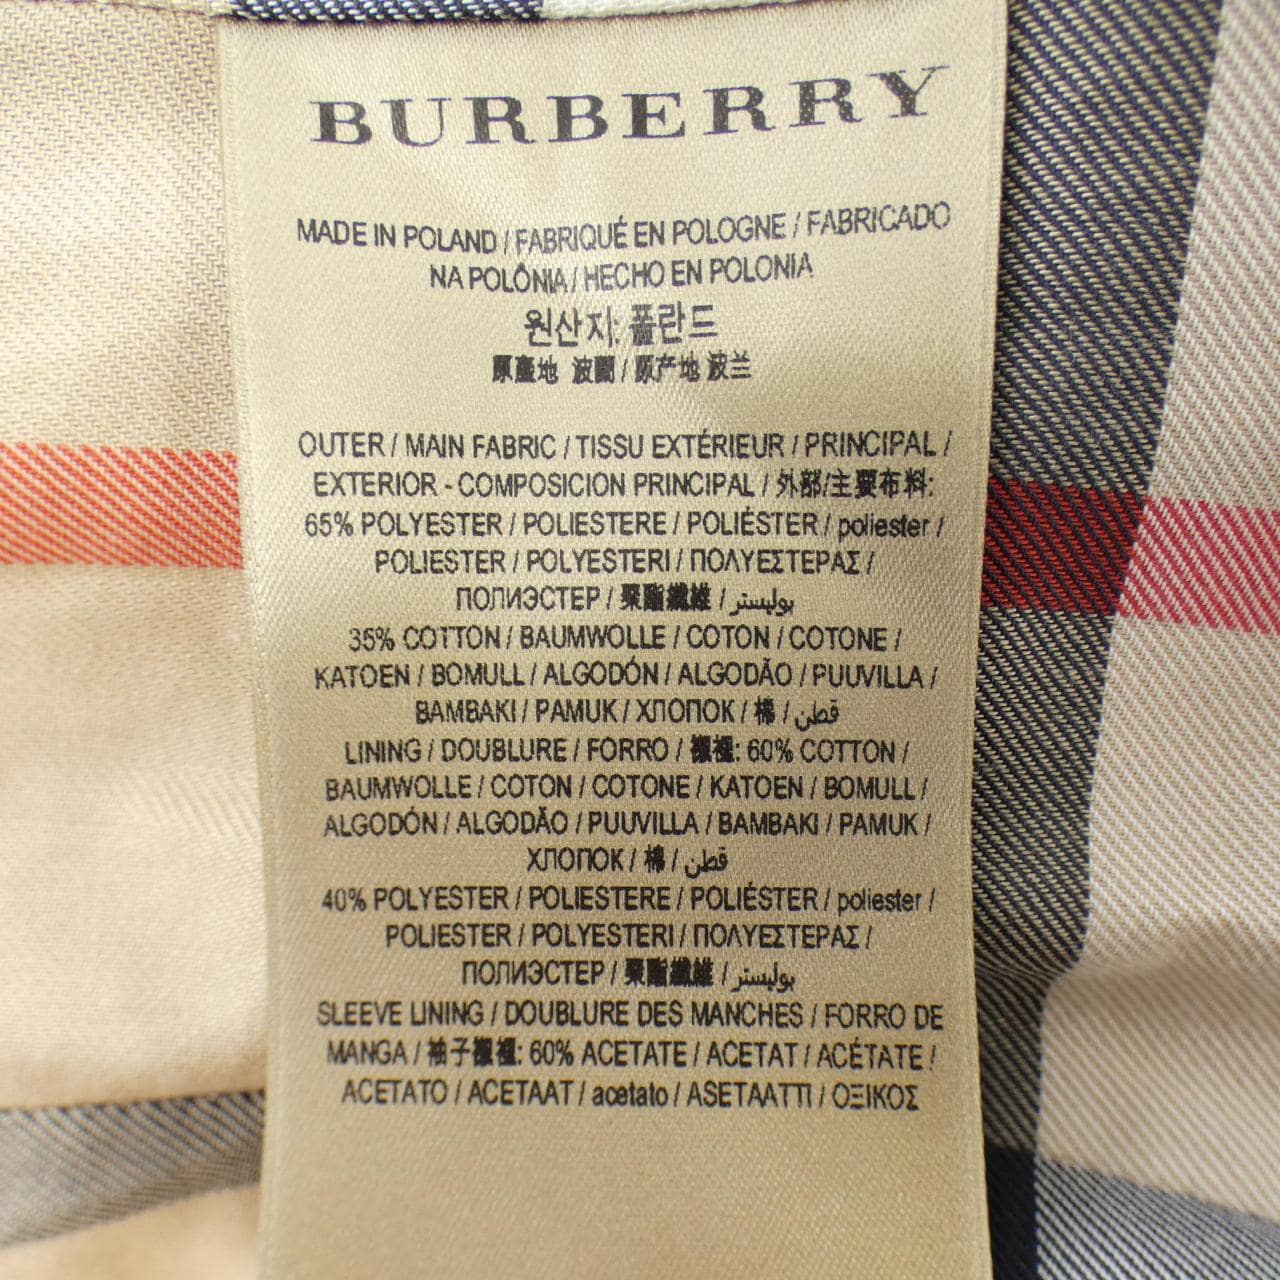 BURBERRY
MADE IN POLAND / FABRIQUÉ EN POLOGNE / FABRICADO
NA POLÔNIA / HECHO EN POLONIA
원산지: 폴란드
原產地 波蘭 / 原产地 波兰
OUTER / MAIN FABRIC / TISSU EXTÉRIEUR / PRINCIPAL /
EXTERIOR - COMPOSICION PRINCIPAL / 外部/主要布料:
65% POLYESTER / POLIESTERE / POLIÉSTER / poliester /
POLIESTER / POLYESTERI / ΠΟΛΥΕΣΤΕΡΑΣ /
ПОЛИЭСТЕР / 聚酯纖維 / بوليستر
35% COTTON / BAUMWOLLE / COTON / COTONE /
KATOEN / BOMULL / ALGODÓN / ALGODÃO / PUUVILLA /
BAMBAKI / PAMUK / ХЛОПОК / 棉 / قطن
LINING / DOUBLURE / FORRO / 襯裡: 60% COTTON /
BAUMWOLLE / COTON / COTONE / KATOEN / BOMULL /
ALGODÓN / ALGODÃO / PUUVILLA / BAMBAKI / PAMUK /
ХЛОПОК / 棉 / قطن
40% POLYESTER / POLIESTERE / POLIÉSTER / poliester /
POLIESTER / POLYESTERI / ΠΟΛΥΕΣΤΕΡΑΣ /
ПОЛИЭСТЕР / 聚酯纖維 / بوليستر
SLEEVE LINING / DOUBLURE DES MANCHES / FORRO DE
MANGA / 袖子襯裡: 60% ACETATE / ACETAT / ACÉTATE /
ACETATO / ACETAAT / acetato / ASETAATTI / ΟΞΙΚΟΣ